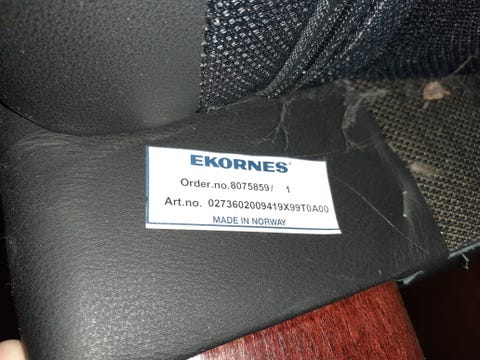 EKORNES
Order.no.8075859/ 1
Art.no. 0273602009419X99T0A00
MADE IN NORWAY